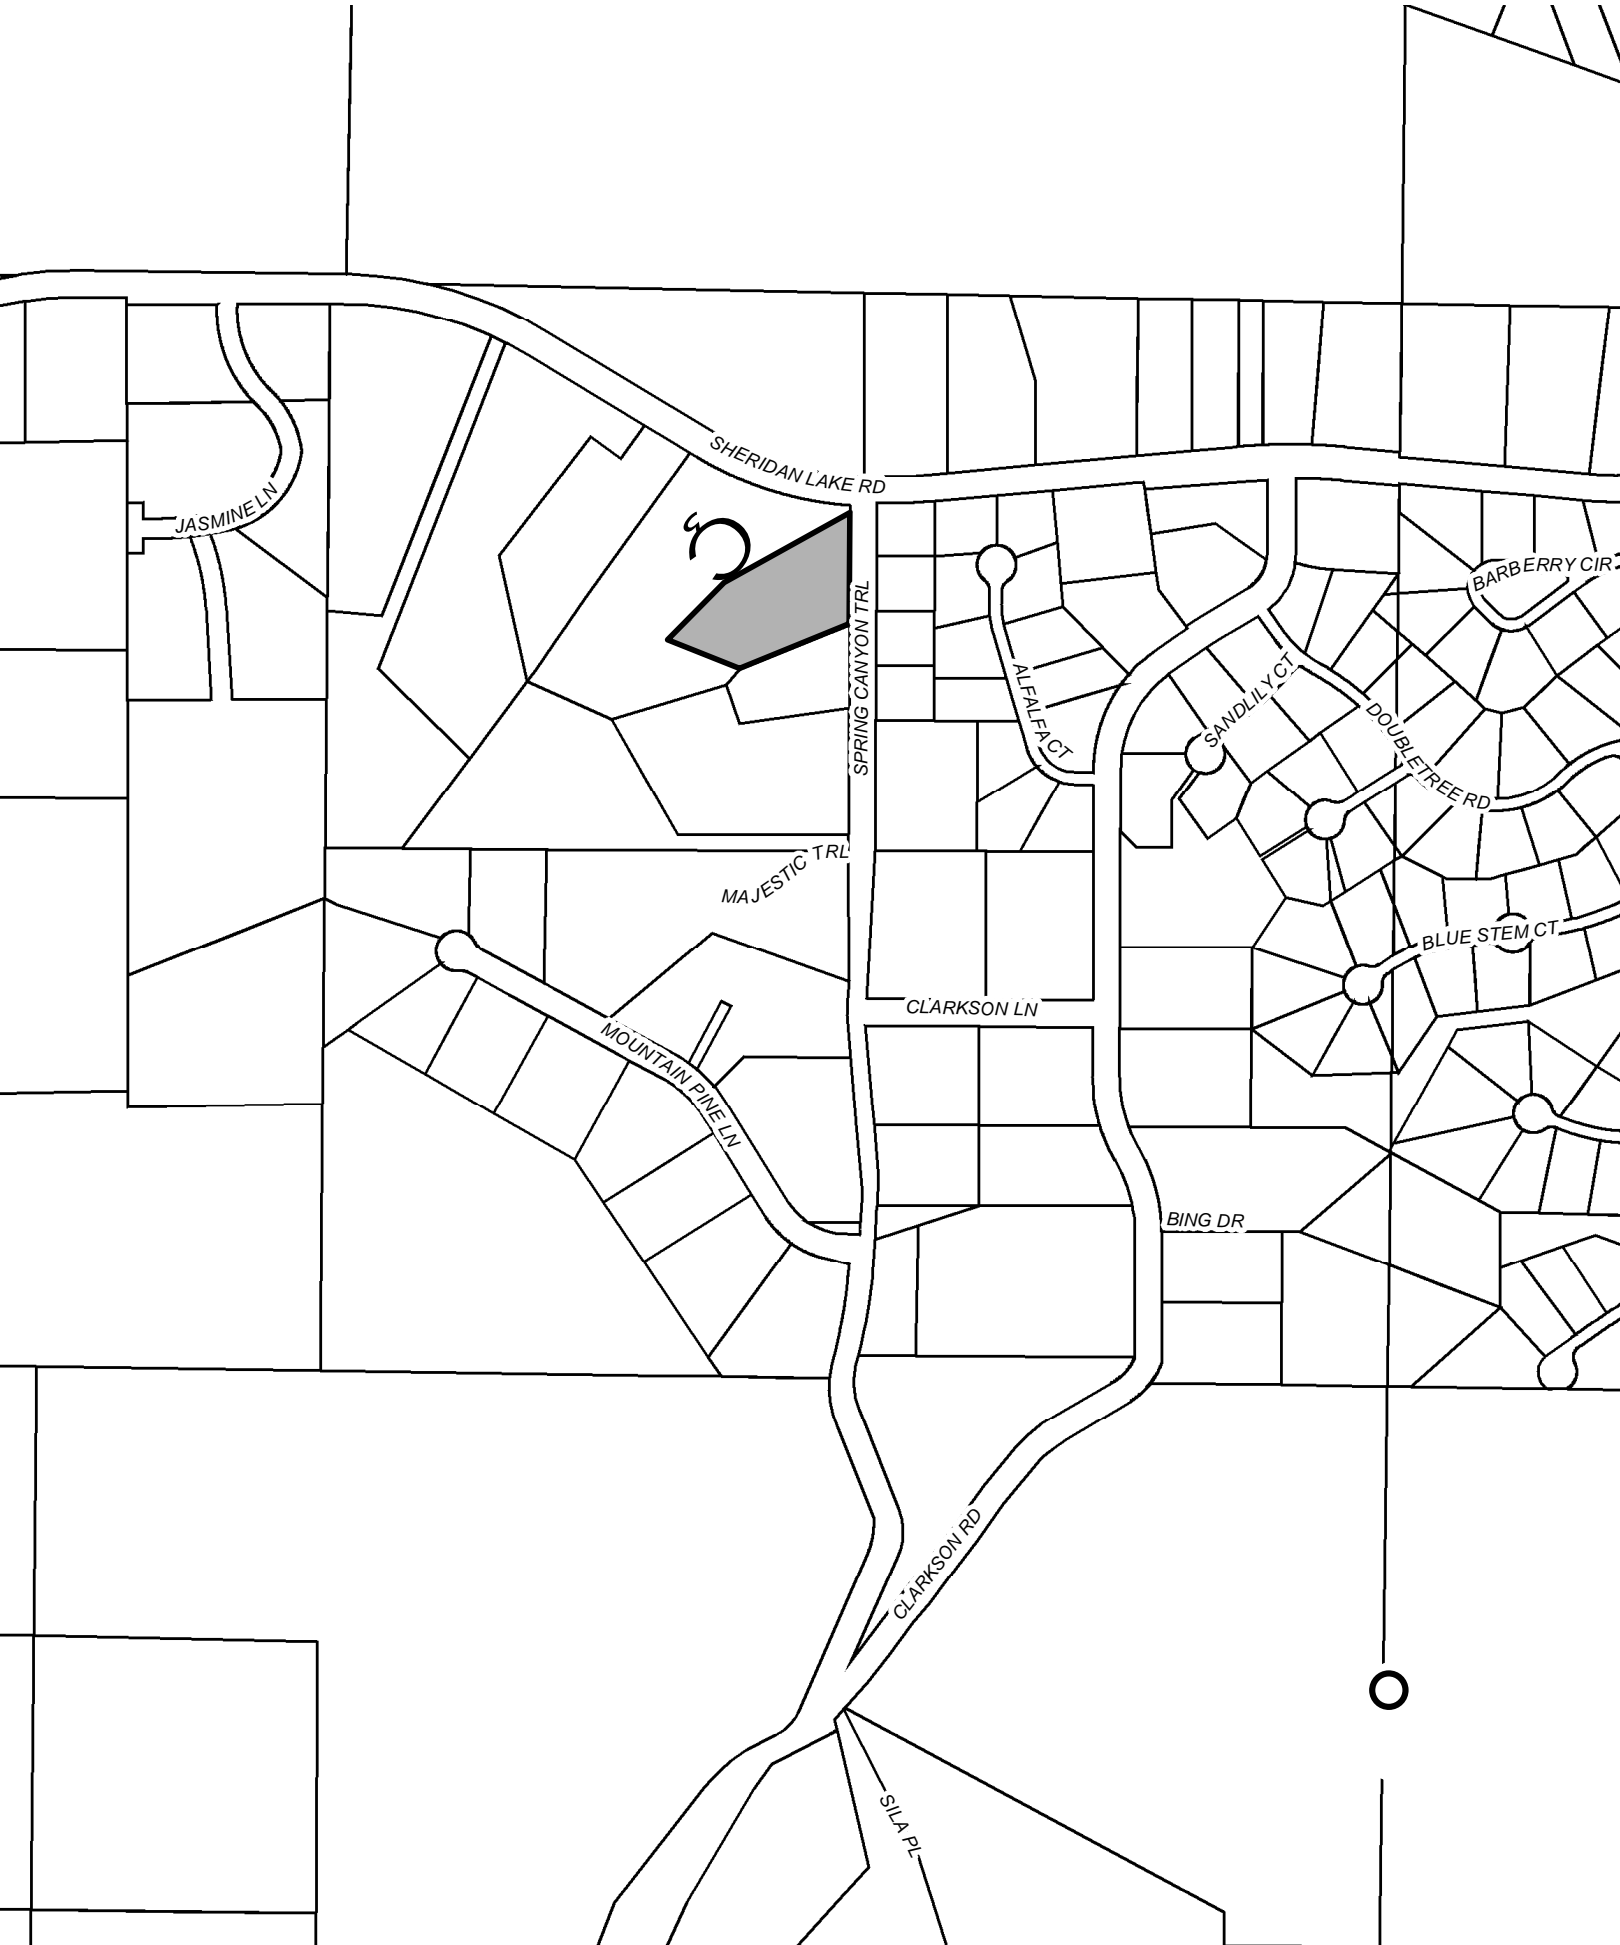 SHERIDAN LAKE RD
JASMINE LN
BARBERRY CIR
SPRING CANYON TRL
ALFALFA CT
SANDLILY CT
DOUBLETREE RD
MAJESTIC TRL
BLUE STEM CT
CLARKSON LN
MOUNTAIN PINE LN
BING DR
CLARKSON RD
SILA PL